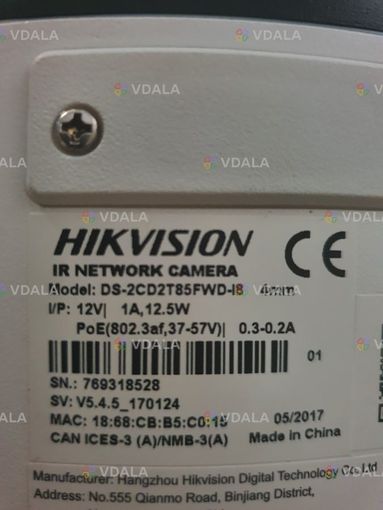 HIKVISION CE
IR NETWORK CAMERA
Model: DS-2CD2T85FWD-I8 4mm
I/P: 12V| 1A,12.5W
PoE(802.3af,37-57V)| 0.3-0.2A
01
SN.: 769318528
SV: V5.4.5_170124
MAC: 18:68:CB:B5:C0:15 05/2017
CAN ICES-3 (A)/NMB-3(A) Made in China
Manufacturer: Hangzhou Hikvision Digital Technology Co.,Ltd
Address: No.555 Qianmo Road, Binjiang District,
VDALA